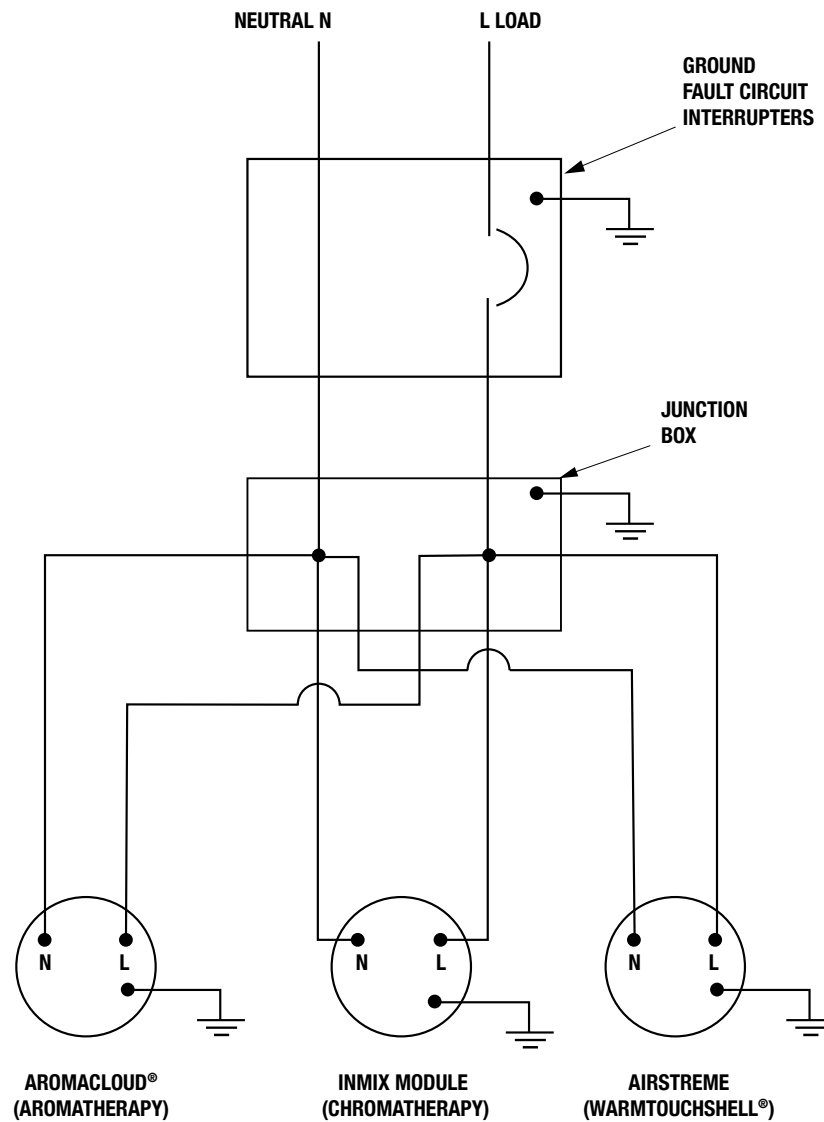 NEUTRAL N
L LOAD
GROUND
FAULT CIRCUIT
INTERRUPTERS
JUNCTION
BOX
N
L
N
L
N
L
AROMACLOUD®
(AROMATHERAPY)
INMIX MODULE
(CHROMATHERAPY)
AIRSTREME
(WARMTOUCHSHELL®)